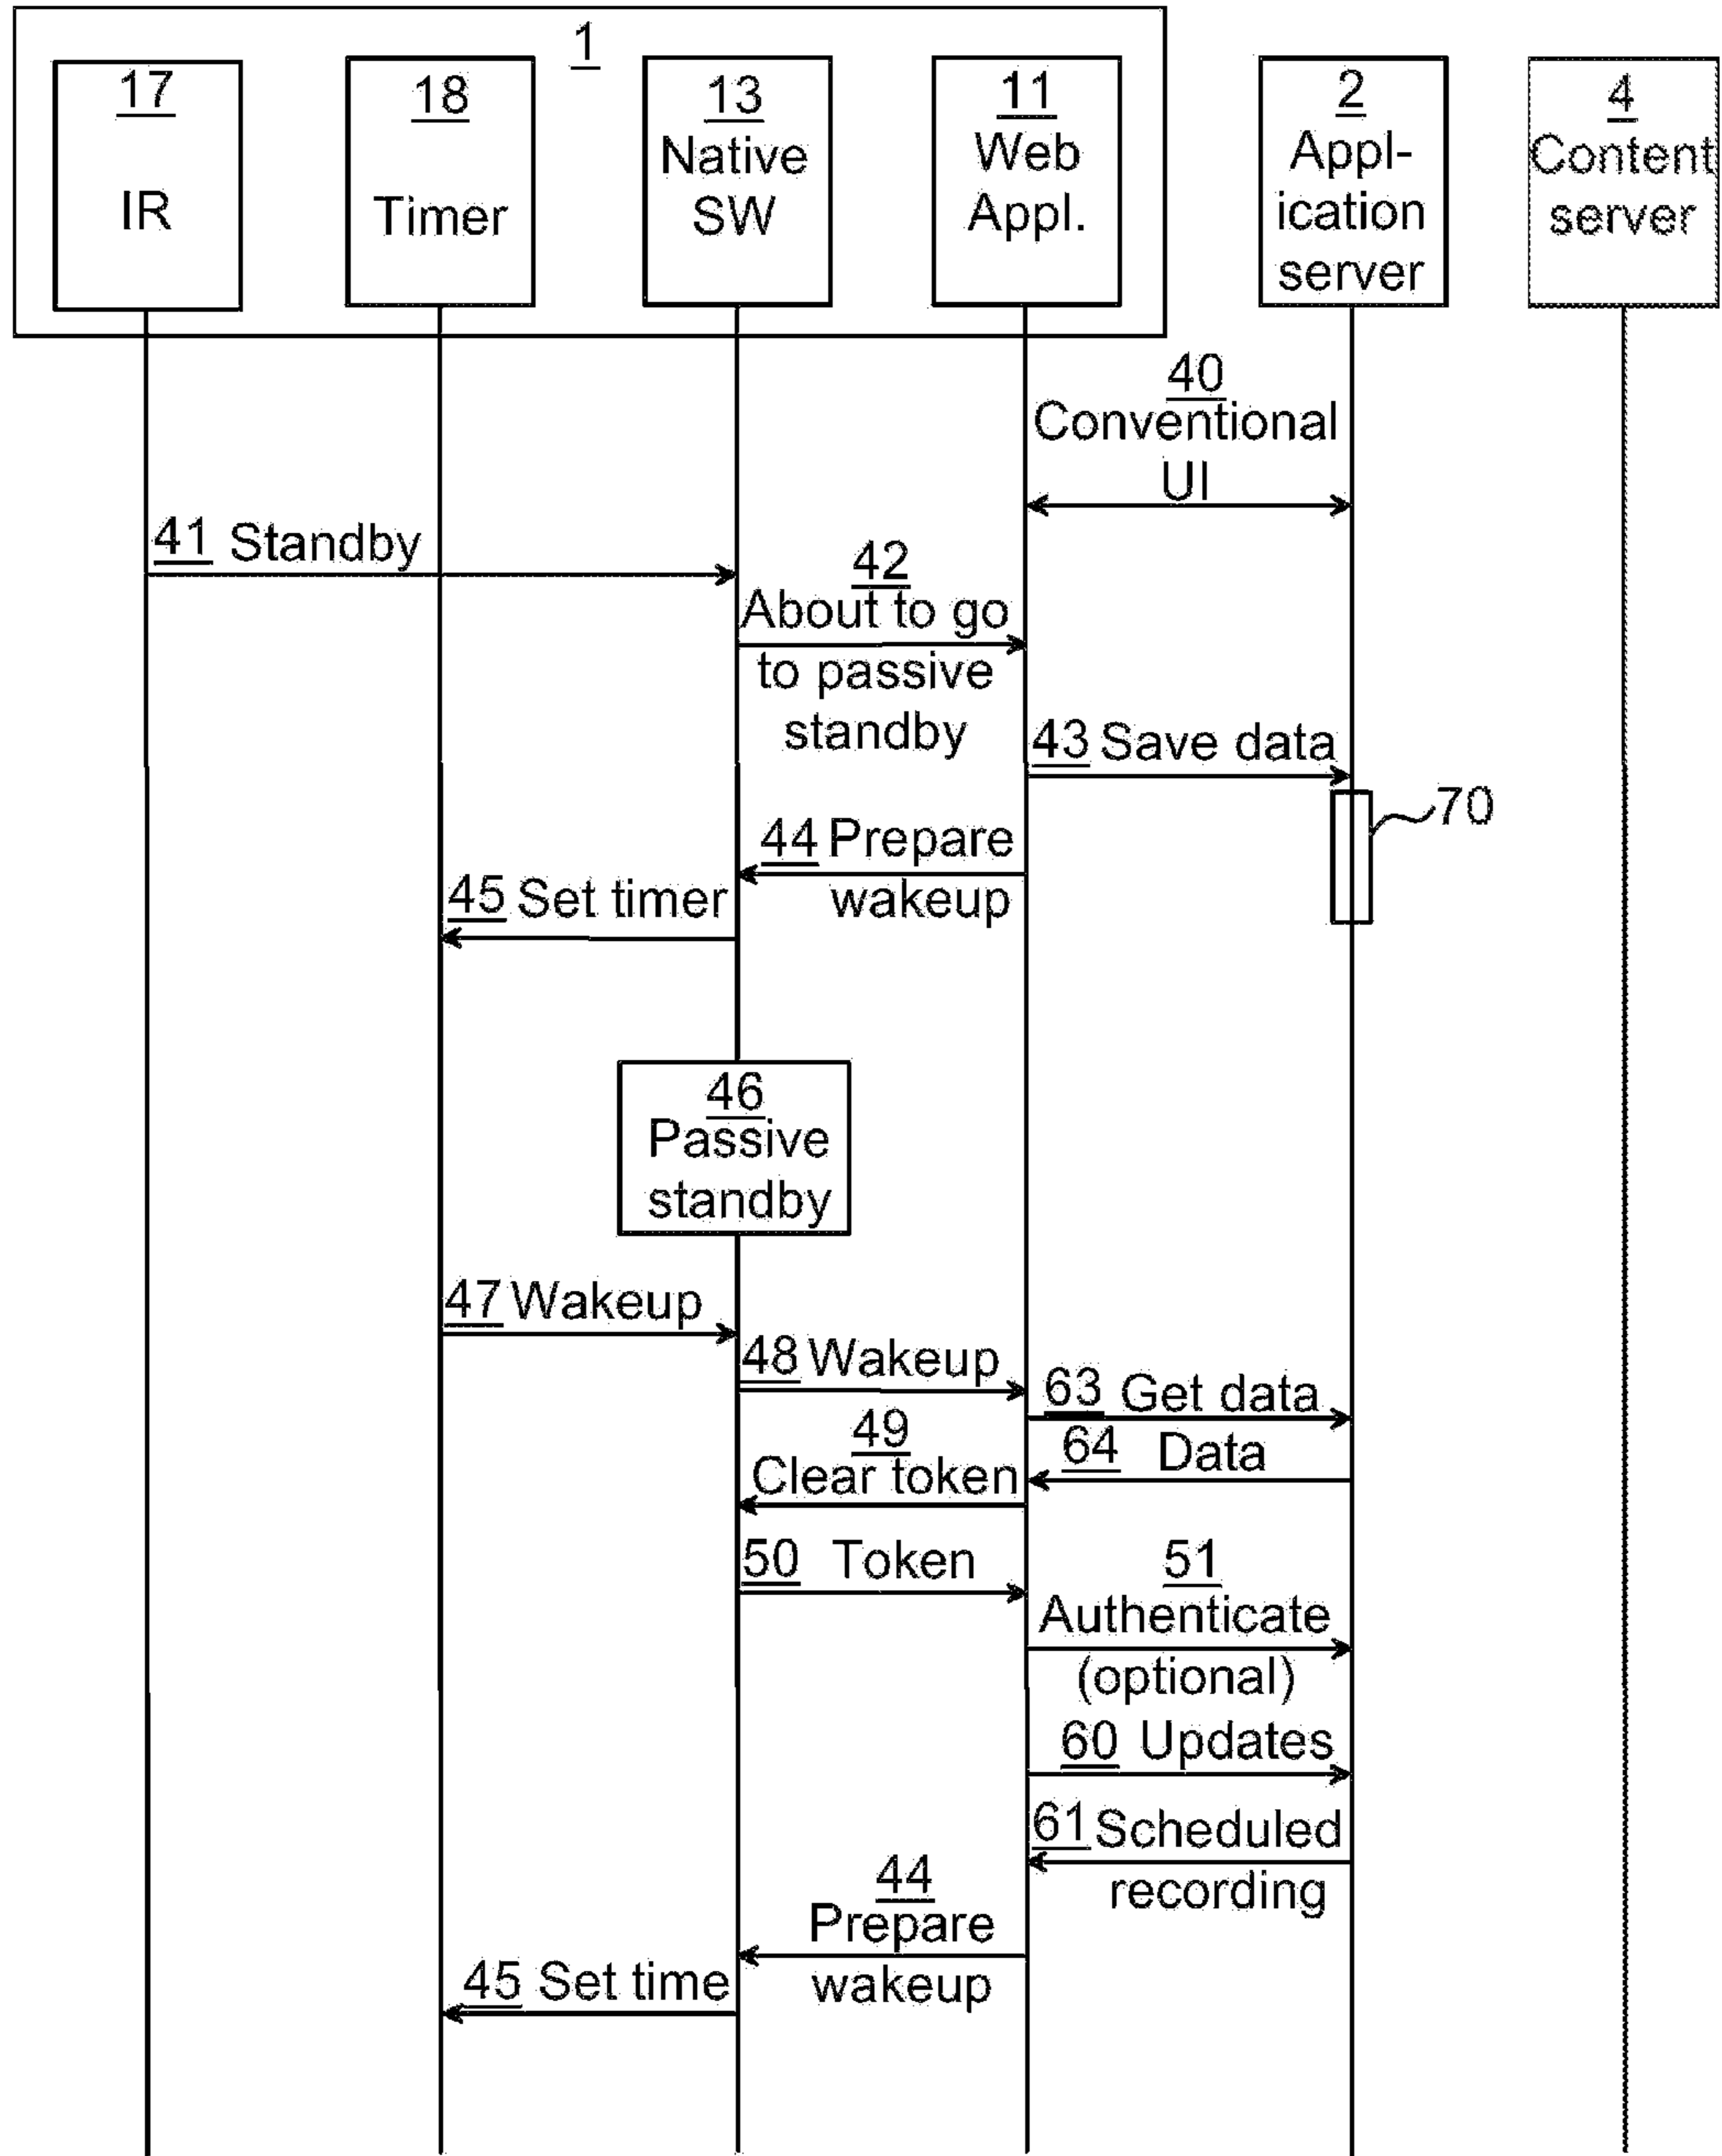 1
17
IR
18
Timer
13
Native
SW
11
Web
Appl.
2
Appl-
ication
server
4
Content
server
40
Conventional
UI
41 Standby
42
About to go
to passive
standby
43 Save data
70
44 Prepare
wakeup
45 Set timer
46
Passive
standby
47 Wakeup
48 Wakeup
63 Get data
64 Data
49
Clear token
50 Token
51
Authenticate
(optional)
60 Updates
61 Scheduled
recording
44
Prepare
wakeup
45 Set time